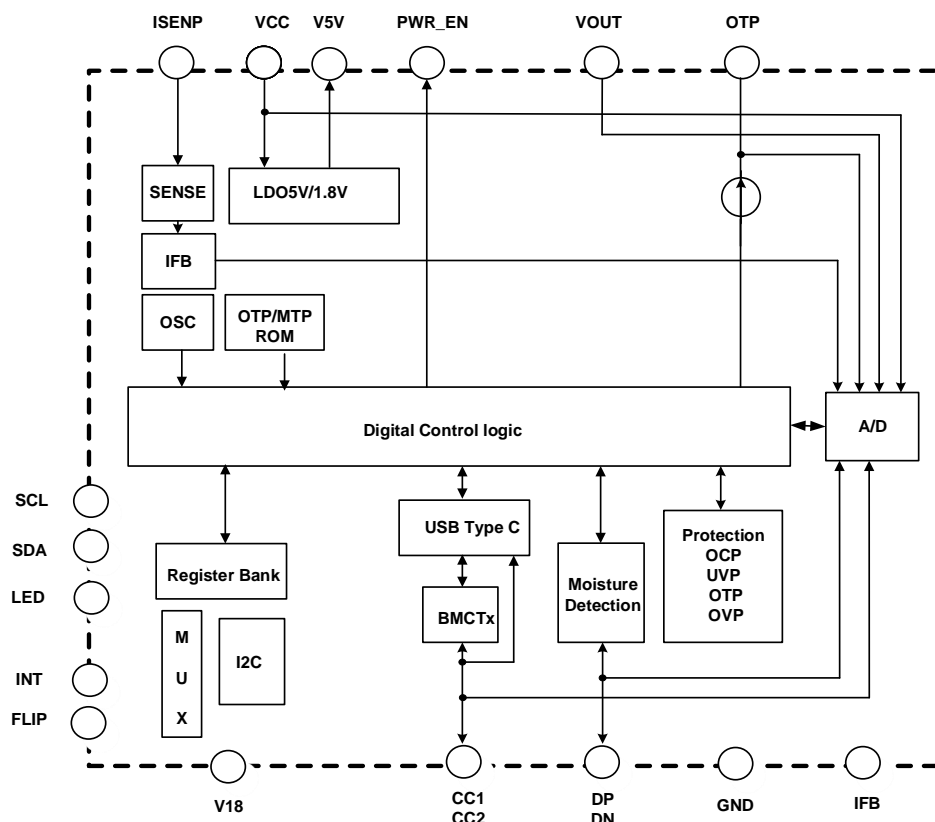 ISENP
VCC
V5V
PWR_EN
VOUT
OTP
SENSE
LDO5V/1.8V
IFB
OSC
OTP/MTP
ROM
Digital Control logic
A/D
SCL
SDA
LED
INT
FLIP
Register Bank
USB Type C
BMCTx
Moisture
Detection
Protection
OCP
UVP
OTP
OVP
M
U
X
I2C
V18
CC1
CC2
DP
DN
GND
IFB